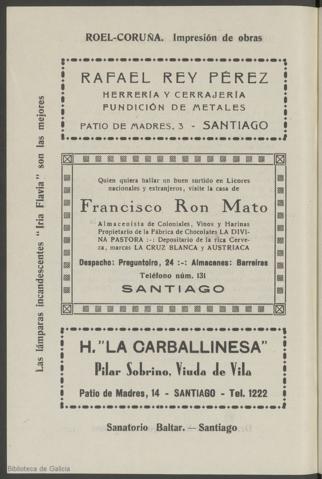 ROEL-CORUÑA. Impresión de obras
Las lámparas incandescentes "Iria Flavia" son las mejores
RAFAEL REY PÉREZ
HERRERÍA Y CERRAJERÍA
FUNDICIÓN DE METALES
PATIO DE MADRES, 3 - SANTIAGO
Quien quiera hallar un buen surtido en Licores
nacionales y extranjeros, visite la casa de
Francisco Ron Mato
Almacenista de Coloniales, Vinos y Harinas
Propietario de la Fábrica de Chocolates LA DIVI-
NA PASTORA :-: Depositario de la rica Cerve-
za, marcas LA CRUZ BLANCA y AUSTRIACA
Despacho: Preguntoiro, 24 :-: Almacenes: Barreiras
Teléfono núm. 131
SANTIAGO
H. "LA CARBALLINESA"
Pilar Sobrino, Viuda de Vila
Patio de Madres, 14 - SANTIAGO - Tel. 1222
Sanatorio Baltar. — Santiago
Biblioteca de Galicia